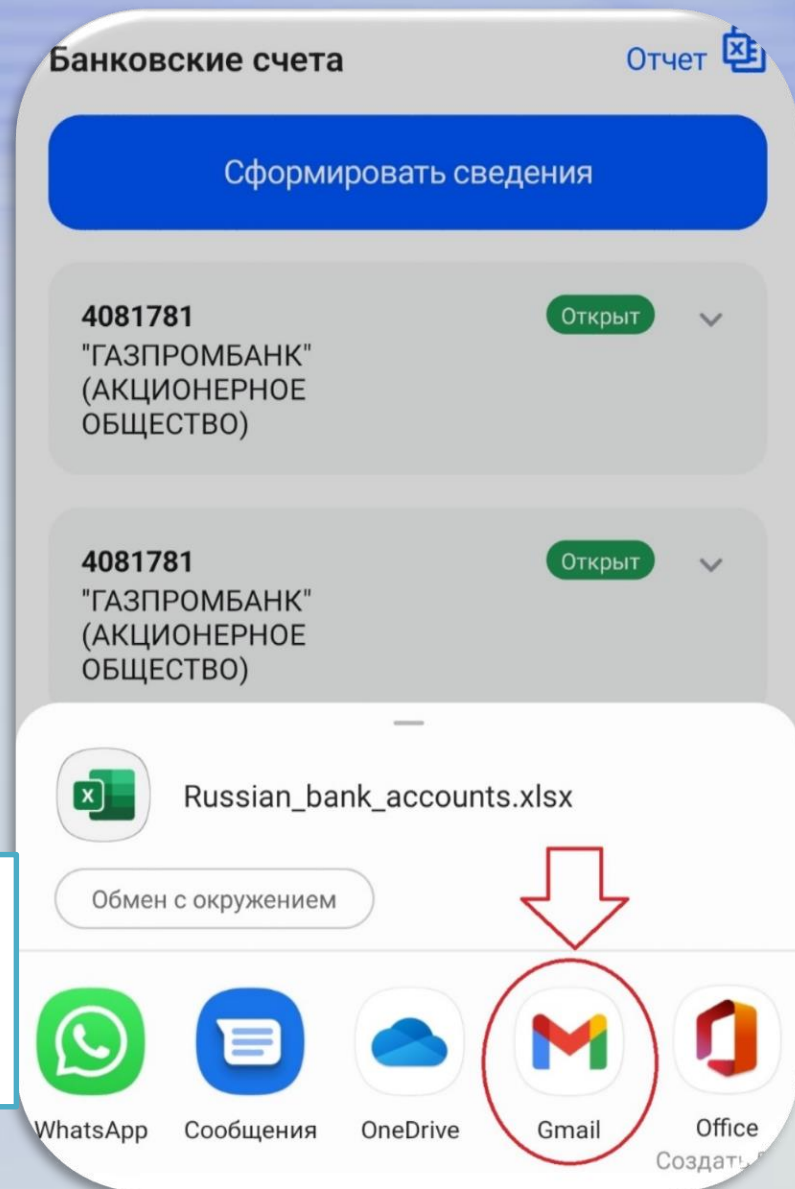 Банковские счета
Отчет
Сформировать сведения
4081781
Открыт
"ГАЗПРОМБАНК"
(АКЦИОНЕРНОЕ
ОБЩЕСТВО)
4081781
Открыт
"ГАЗПРОМБАНК"
(АКЦИОНЕРНОЕ
ОБЩЕСТВО)
Russian_bank_accounts.xlsx
Обмен с окружением
WhatsApp
Сообщения
OneDrive
Gmail
Office
Создать